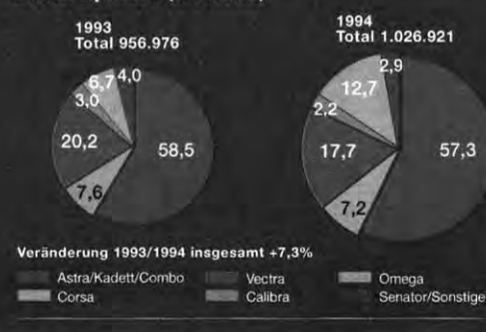 1993
Total 956.976
1994
Total 1.026.921
4,0
6,7
3,0
20,2
58,5
7,6
2,9
12,7
2,2
17,7
57,3
7,2
Veränderung 1993/1994 insgesamt +7,3%
Astra/Kadett/Combo
Vectra
Omega
Corsa
Calibra
Senator/Sonstige